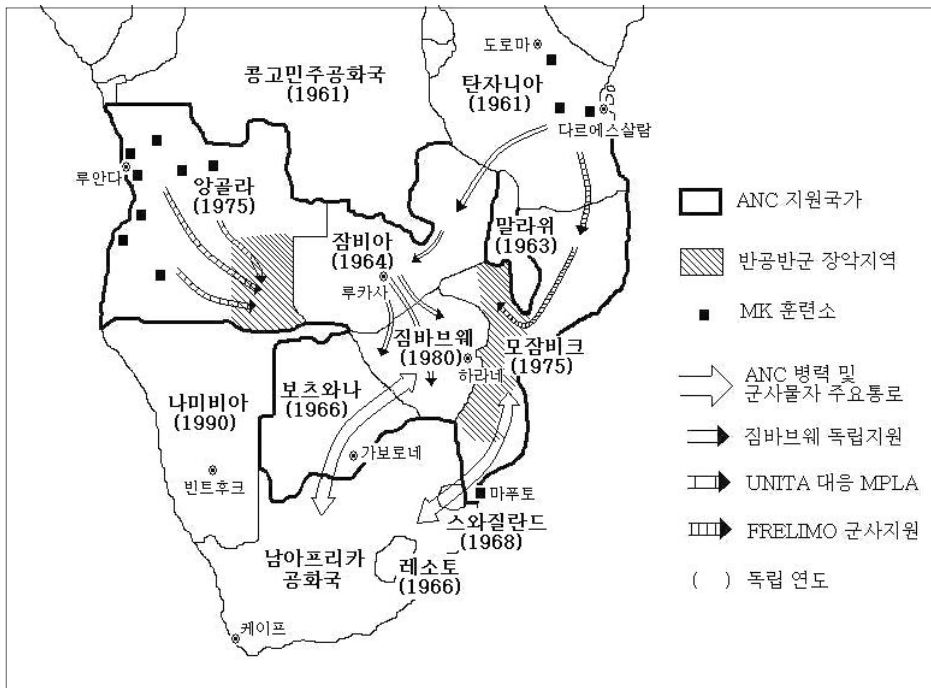 도로마
콩고민주공화국
(1961)
탄자니아
(1961)
다르에스살람
루안다
앙골라
(1975)
잠비아
(1964)
루카사
말라위
(1963)
짐바브웨
(1980)
하라네
모잠비크
(1975)
나미비아
(1990)
보츠와나
(1966)
빈트후크
가보로네
마푸토
스와질란드
(1968)
남아프리카
공화국
레소토
(1966)
케이프
ANC 지원국가
반공반군 장악지역
MK 훈련소
ANC 병력 및
군사물자 주요통로
짐바브웨 독립지원
UNITA 대응 MPLA
FRELIMO 군사지원
( ) 독립 연도